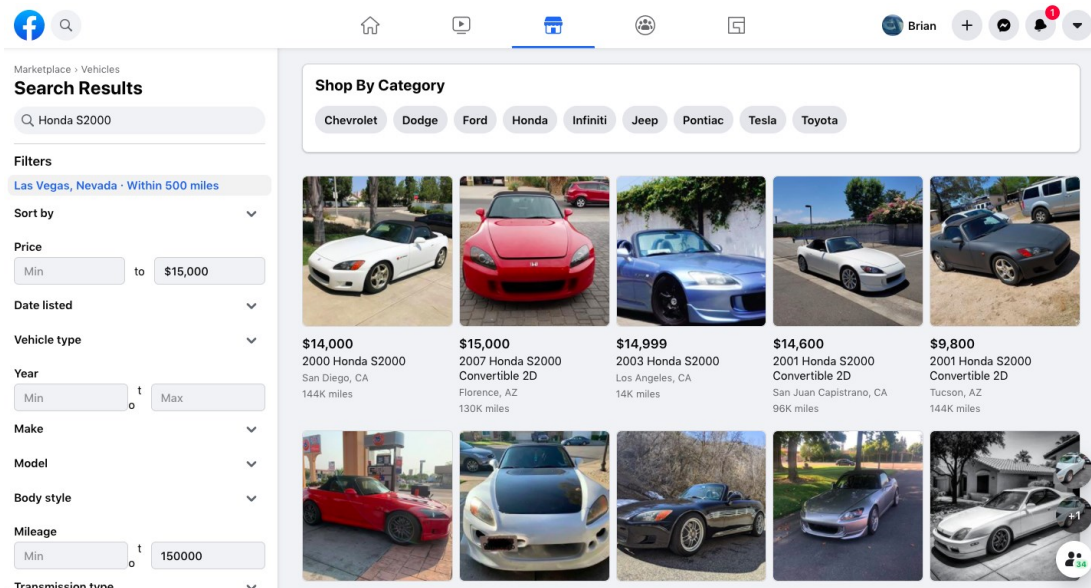 f
1
Brian
Marketplace › Vehicles
Search Results
Honda S2000
Filters
Las Vegas, Nevada · Within 500 miles
Sort by
Price
Min to $15,000
Date listed
Vehicle type
Year
Min to Max
Make
Model
Body style
Mileage
Min to 150000
Transmission type
Shop By Category
Chevrolet Dodge Ford Honda Infiniti Jeep Pontiac Tesla Toyota
$14,000
2000 Honda S2000
San Diego, CA
144K miles
$15,000
2007 Honda S2000
Convertible 2D
Florence, AZ
130K miles
$14,999
2003 Honda S2000
Los Angeles, CA
14K miles
$14,600
2001 Honda S2000
Convertible 2D
San Juan Capistrano, CA
96K miles
$9,800
2001 Honda S2000
Convertible 2D
Tucson, AZ
144K miles
+1
34